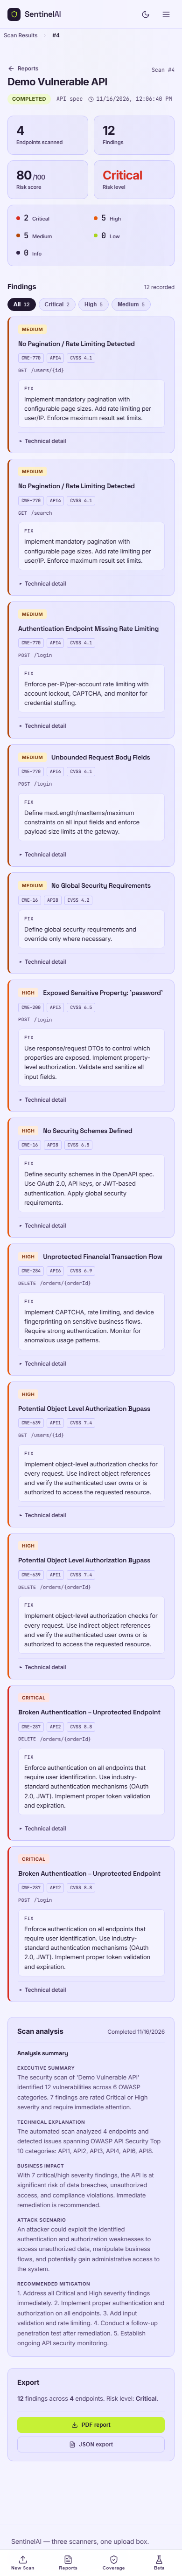 SentinelAI
Scan Results #4
Reports
Scan #4
Demo Vulnerable API
COMPLETED API spec 11/16/2026, 12:06:40 PM
4
Endpoints scanned
12
Findings
80 /100
Risk score
Critical
Risk level
2 Critical
5 High
5 Medium
0 Low
0 Info
Findings
12 recorded
All 12
Critical 2
High 5
Medium 5
MEDIUM
No Pagination / Rate Limiting Detected
CWE-770 API4 CVSS 4.1
GET /users/{id}
FIX
Implement mandatory pagination with
configurable page sizes. Add rate limiting per
user/IP. Enforce maximum result set limits.
Technical detail
MEDIUM
No Pagination / Rate Limiting Detected
CWE-770 API4 CVSS 4.1
GET /search
FIX
Implement mandatory pagination with
configurable page sizes. Add rate limiting per
user/IP. Enforce maximum result set limits.
Technical detail
MEDIUM
Authentication Endpoint Missing Rate Limiting
CWE-770 API4 CVSS 4.1
POST /login
FIX
Enforce per-IP/per-account rate limiting with
account lockout, CAPTCHA, and monitor for
credential stuffing.
Technical detail
MEDIUM Unbounded Request Body Fields
CWE-770 API4 CVSS 4.1
POST /login
FIX
Define maxLength/maxItems/maximum
constraints on all input fields and enforce
payload size limits at the gateway.
Technical detail
MEDIUM No Global Security Requirements
CWE-16 API8 CVSS 4.2
FIX
Define global security requirements and
override only where necessary.
Technical detail
HIGH Exposed Sensitive Property: 'password'
CWE-200 API3 CVSS 6.5
POST /login
FIX
Use response/request DTOs to control which
properties are exposed. Implement property-
level authorization. Validate and sanitize all
input fields.
Technical detail
HIGH No Security Schemes Defined
CWE-16 API8 CVSS 6.5
FIX
Define security schemes in the OpenAPI spec.
Use OAuth 2.0, API keys, or JWT-based
authentication. Apply global security
requirements.
Technical detail
HIGH Unprotected Financial Transaction Flow
CWE-284 API6 CVSS 6.9
DELETE /orders/{orderId}
FIX
Implement CAPTCHA, rate limiting, and device
fingerprinting on sensitive business flows.
Require strong authentication. Monitor for
anomalous usage patterns.
Technical detail
HIGH
Potential Object Level Authorization Bypass
CWE-639 API1 CVSS 7.4
GET /users/{id}
FIX
Implement object-level authorization checks for
every request. Use indirect object references
and verify the authenticated user owns or is
authorized to access the requested resource.
Technical detail
HIGH
Potential Object Level Authorization Bypass
CWE-639 API1 CVSS 7.4
DELETE /orders/{orderId}
FIX
Implement object-level authorization checks for
every request. Use indirect object references
and verify the authenticated user owns or is
authorized to access the requested resource.
Technical detail
CRITICAL
Broken Authentication – Unprotected Endpoint
CWE-287 API2 CVSS 8.8
DELETE /orders/{orderId}
FIX
Enforce authentication on all endpoints that
require user identification. Use industry-
standard authentication mechanisms (OAuth
2.0, JWT). Implement proper token validation
and expiration.
Technical detail
CRITICAL
Broken Authentication – Unprotected Endpoint
CWE-287 API2 CVSS 8.8
POST /login
FIX
Enforce authentication on all endpoints that
require user identification. Use industry-
standard authentication mechanisms (OAuth
2.0, JWT). Implement proper token validation
and expiration.
Technical detail
Scan analysis
Completed 11/16/2026
Analysis summary
EXECUTIVE SUMMARY
The security scan of 'Demo Vulnerable API'
identified 12 vulnerabilities across 6 OWASP
categories. 7 findings are rated Critical or High
severity and require immediate attention.
TECHNICAL EXPLANATION
The automated scan analyzed 4 endpoints and
detected issues spanning OWASP API Security Top
10 categories: API1, API2, API3, API4, API6, API8.
BUSINESS IMPACT
With 7 critical/high severity findings, the API is at
significant risk of data breaches, unauthorized
access, and compliance violations. Immediate
remediation is recommended.
ATTACK SCENARIO
An attacker could exploit the identified
authentication and authorization weaknesses to
access unauthorized data, manipulate business
flows, and potentially gain administrative access to
the system.
RECOMMENDED MITIGATION
1. Address all Critical and High severity findings
immediately. 2. Implement proper authentication and
authorization on all endpoints. 3. Add input
validation and rate limiting. 4. Conduct a follow-up
penetration test after remediation. 5. Establish
ongoing API security monitoring.
Export
12 findings across 4 endpoints. Risk level: Critical.
PDF report
JSON export
SentinelAI — three scanners, one upload box.
New Scan
Reports
Coverage
Beta